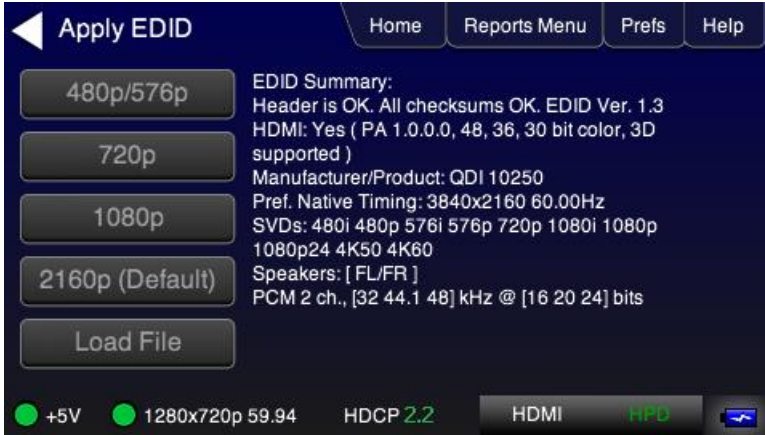 Apply EDID
Home
Reports Menu
Prefs
Help
480p/576p
720p
1080p
2160p (Default)
Load File
EDID Summary:
Header is OK. All checksums OK. EDID Ver. 1.3
HDMI: Yes ( PA 1.0.0.0, 48, 36, 30 bit color, 3D
supported )
Manufacturer/Product: QDI 10250
Pref. Native Timing: 3840x2160 60.00Hz
SVDs: 480i 480p 576i 576p 720p 1080i 1080p
1080p24 4K50 4K60
Speakers: [ FL/FR ]
PCM 2 ch., [32 44.1 48] kHz @ [16 20 24] bits
+5V
1280x720p 59.94
HDCP 2.2
HDMI
HPD